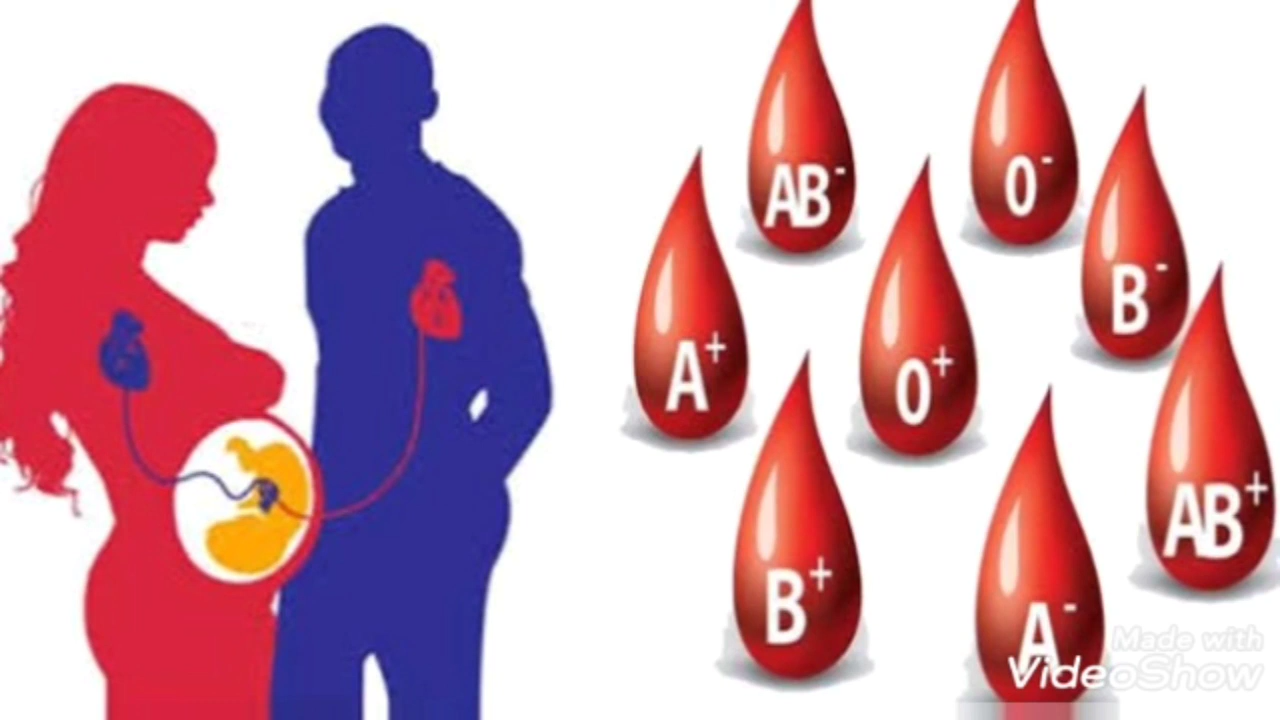 AB-
O-
B-
A+
O+
AB+
B+
A-
Made with
VideoShow